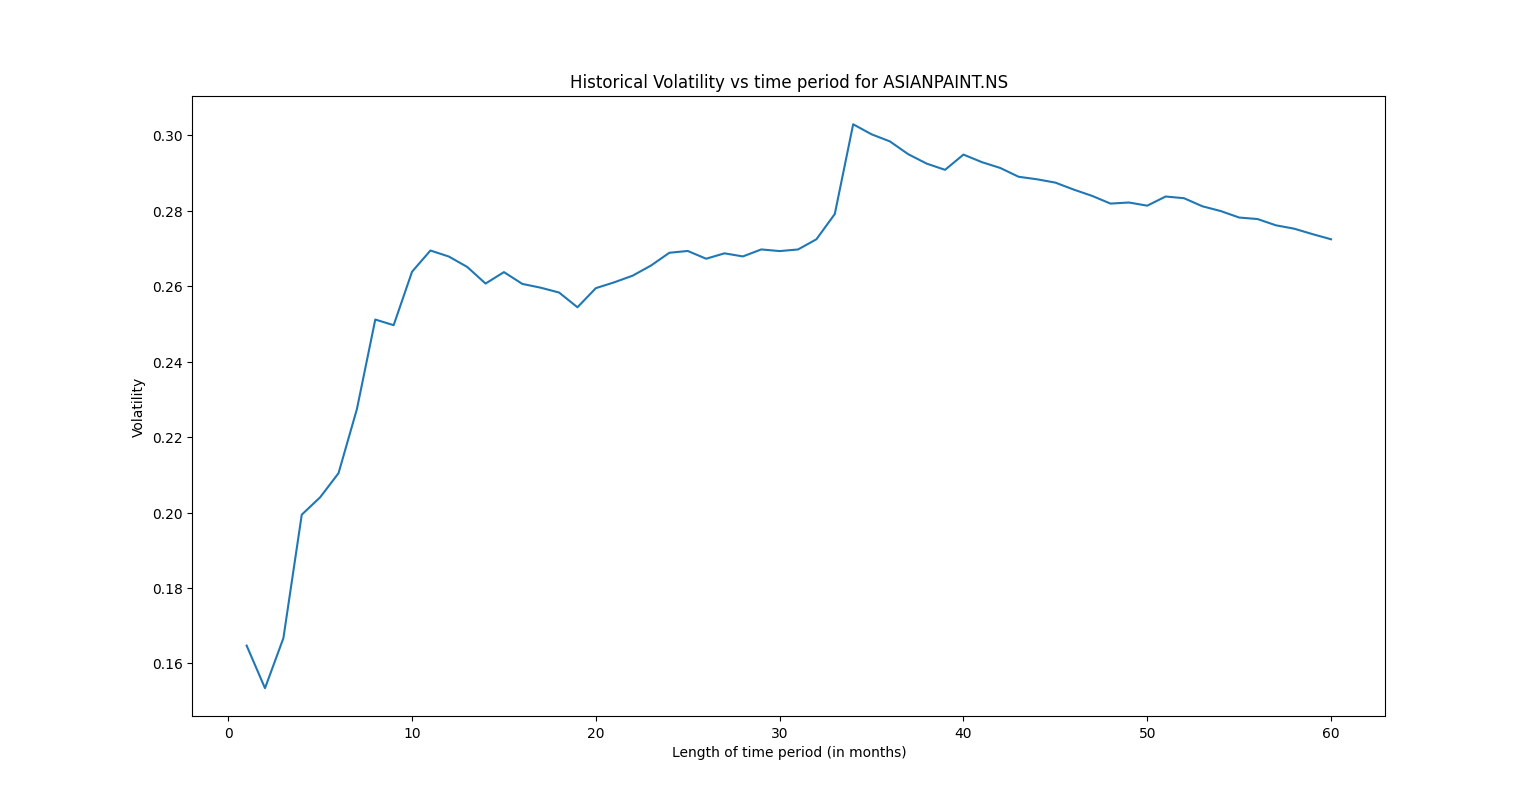 Historical Volatility vs time period for ASIANPAINT.NS
0.30
0.28
0.26
0.24
0.22
0.20
0.18
0.16
Volatility
0 10 20 30 40 50 60
Length of time period (in months)